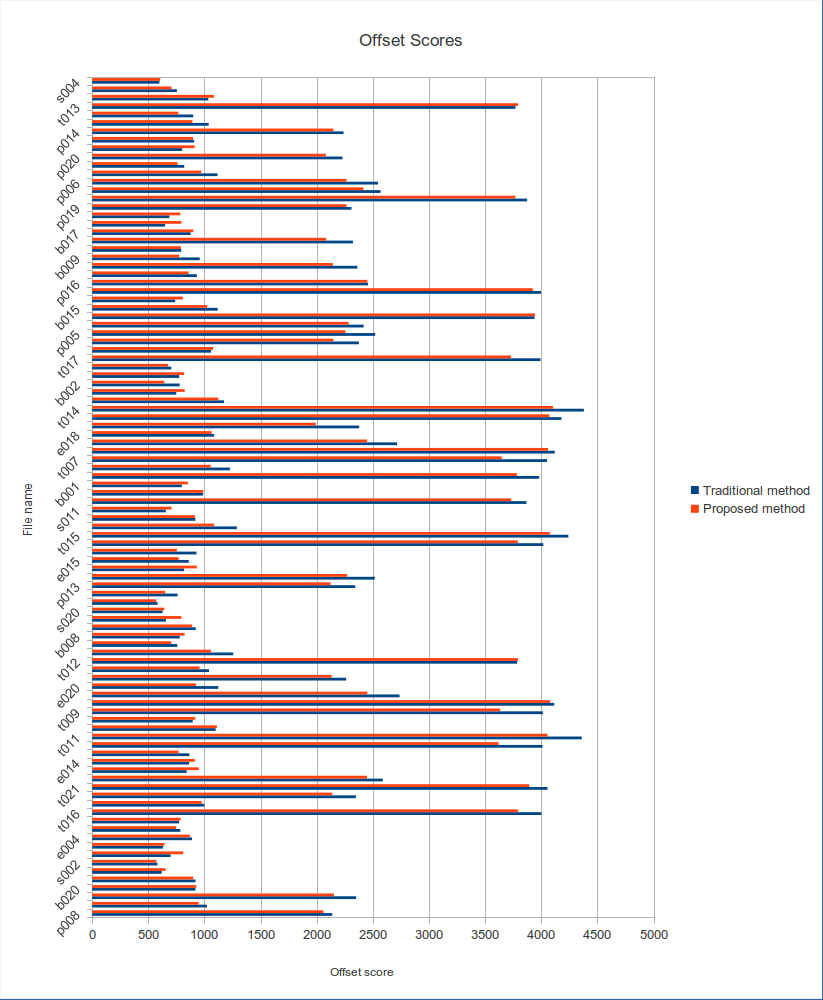 Offset Scores
s004
t013
p014
p020
p006
p019
b017
b009
p016
b015
p005
t017
b002
t014
e018
t007
b001
s011
t015
e015
p013
s020
b008
t012
e020
t009
t011
e014
t021
t016
e004
s002
b020
p008
File name
Traditional method
Proposed method
0 500 1000 1500 2000 2500 3000 3500 4000 4500 5000
Offset score